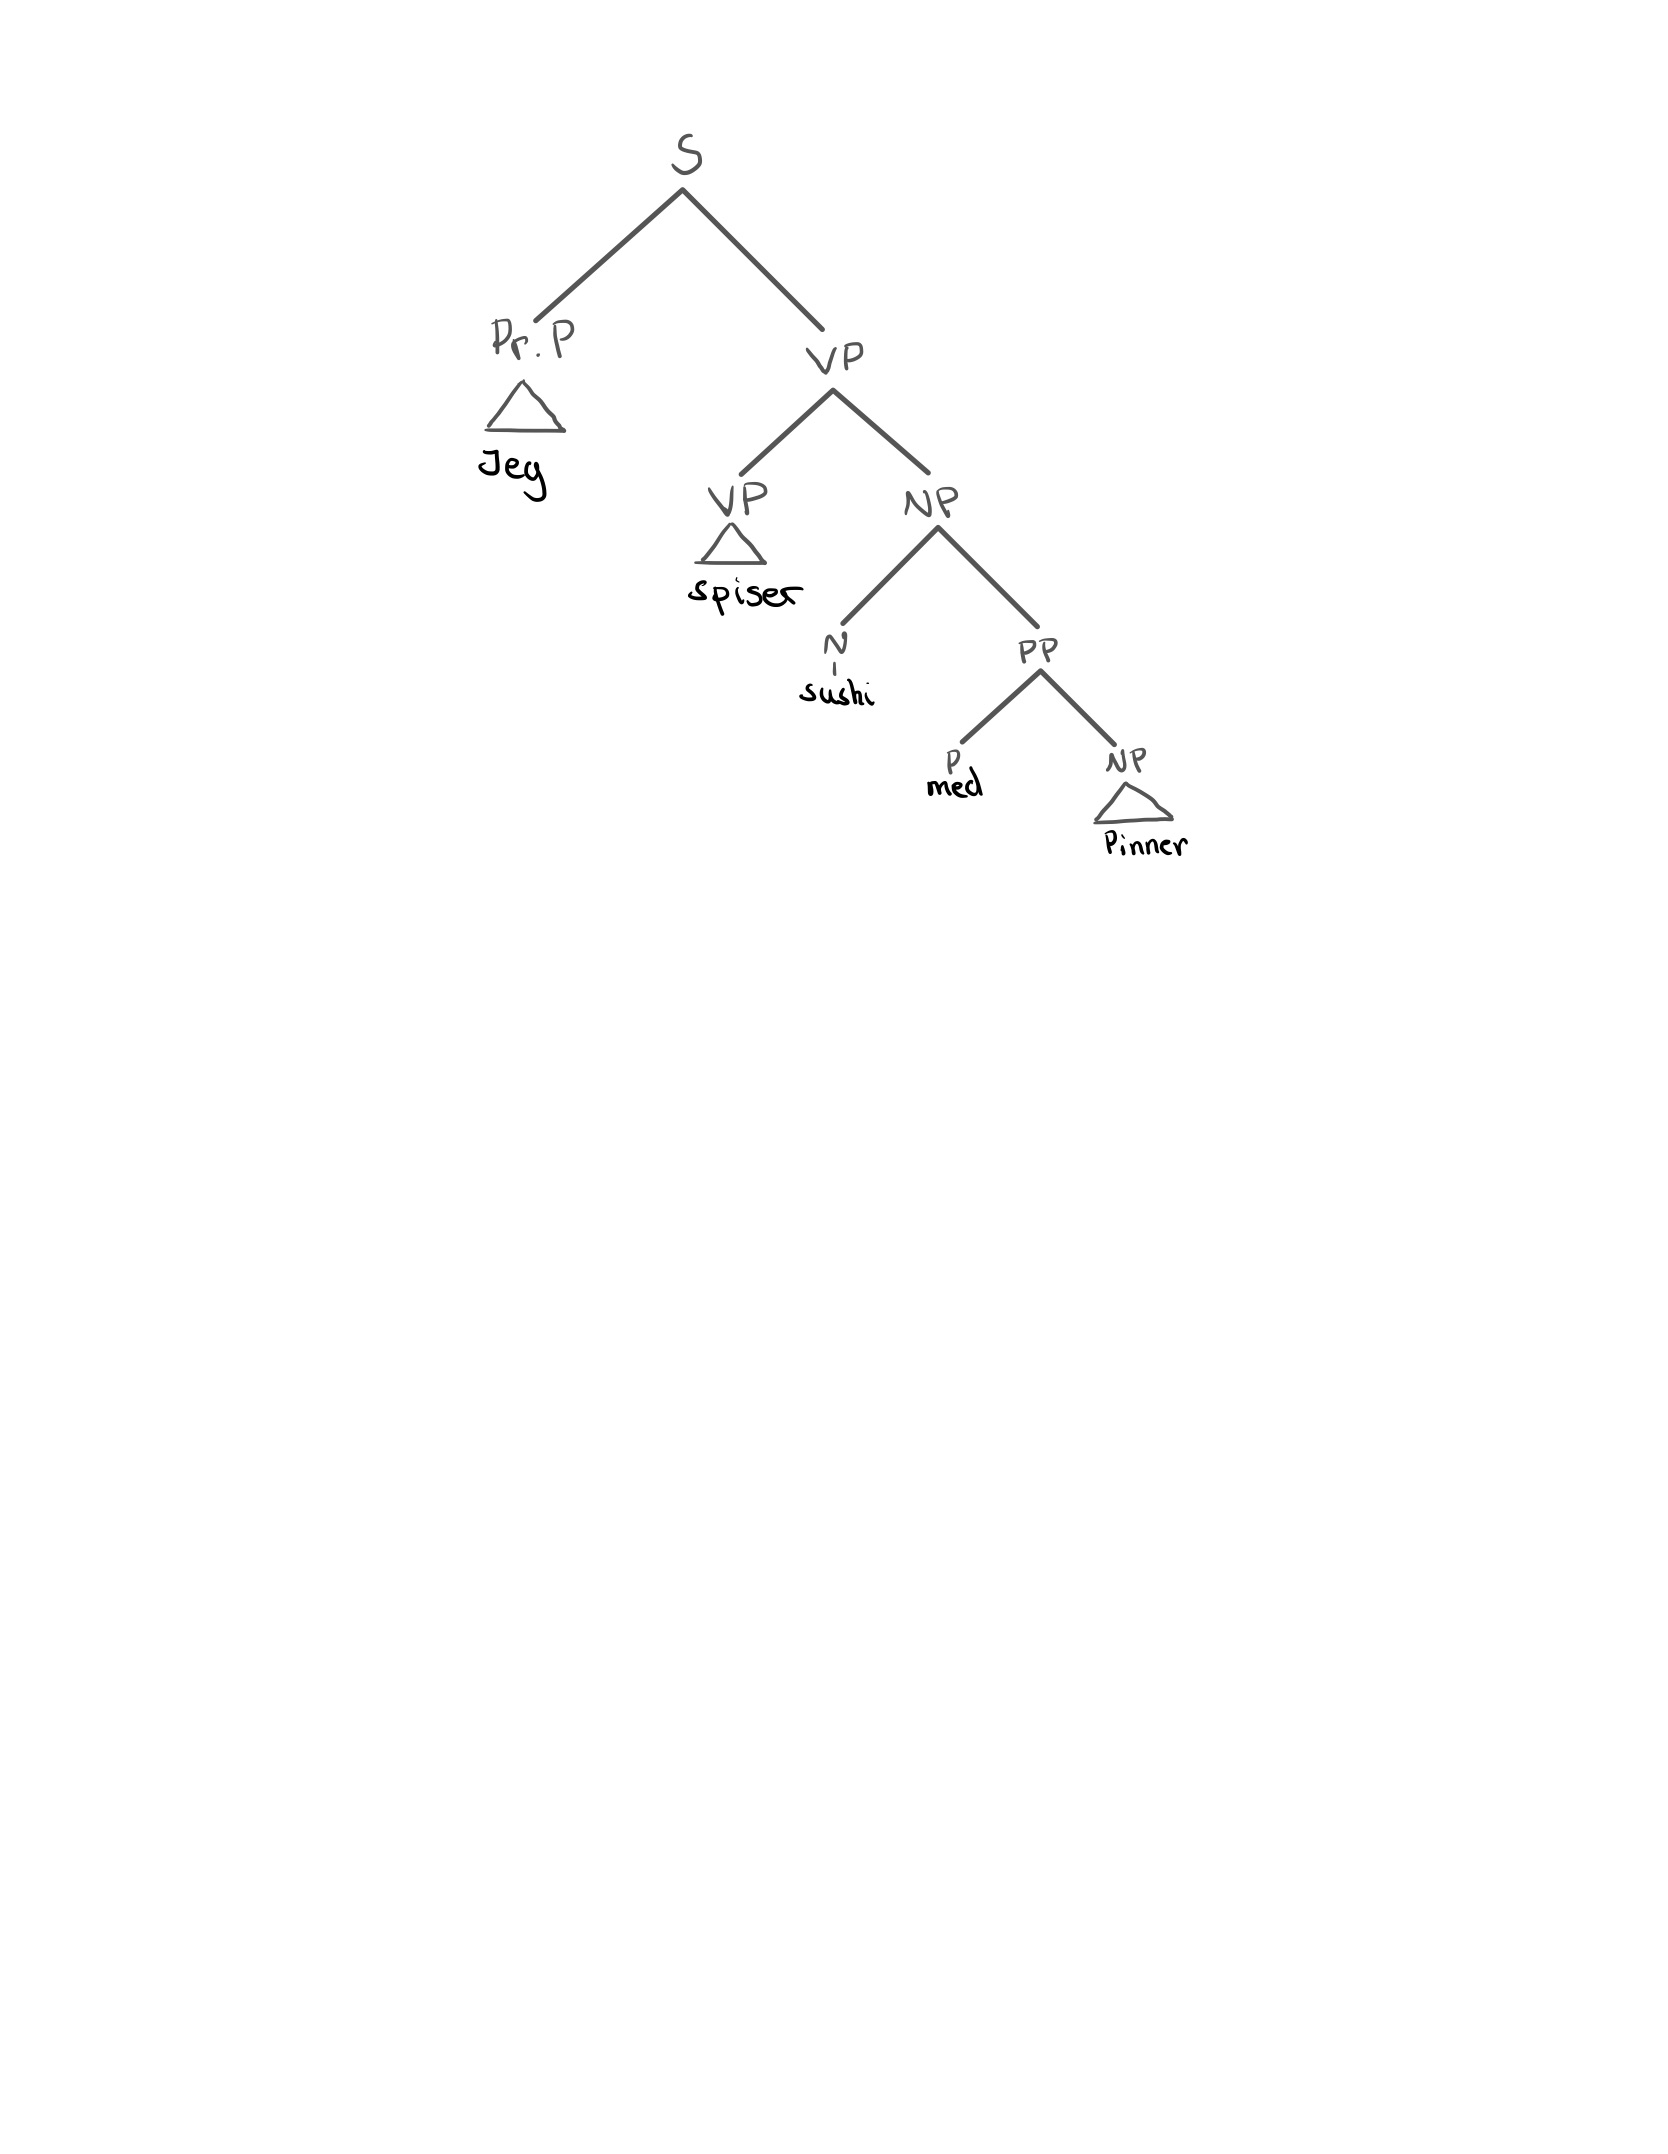 S
Pr.P
VP
Jeg
VP
NP
spiser
N
PP
sushi
P
NP
med
Pinner